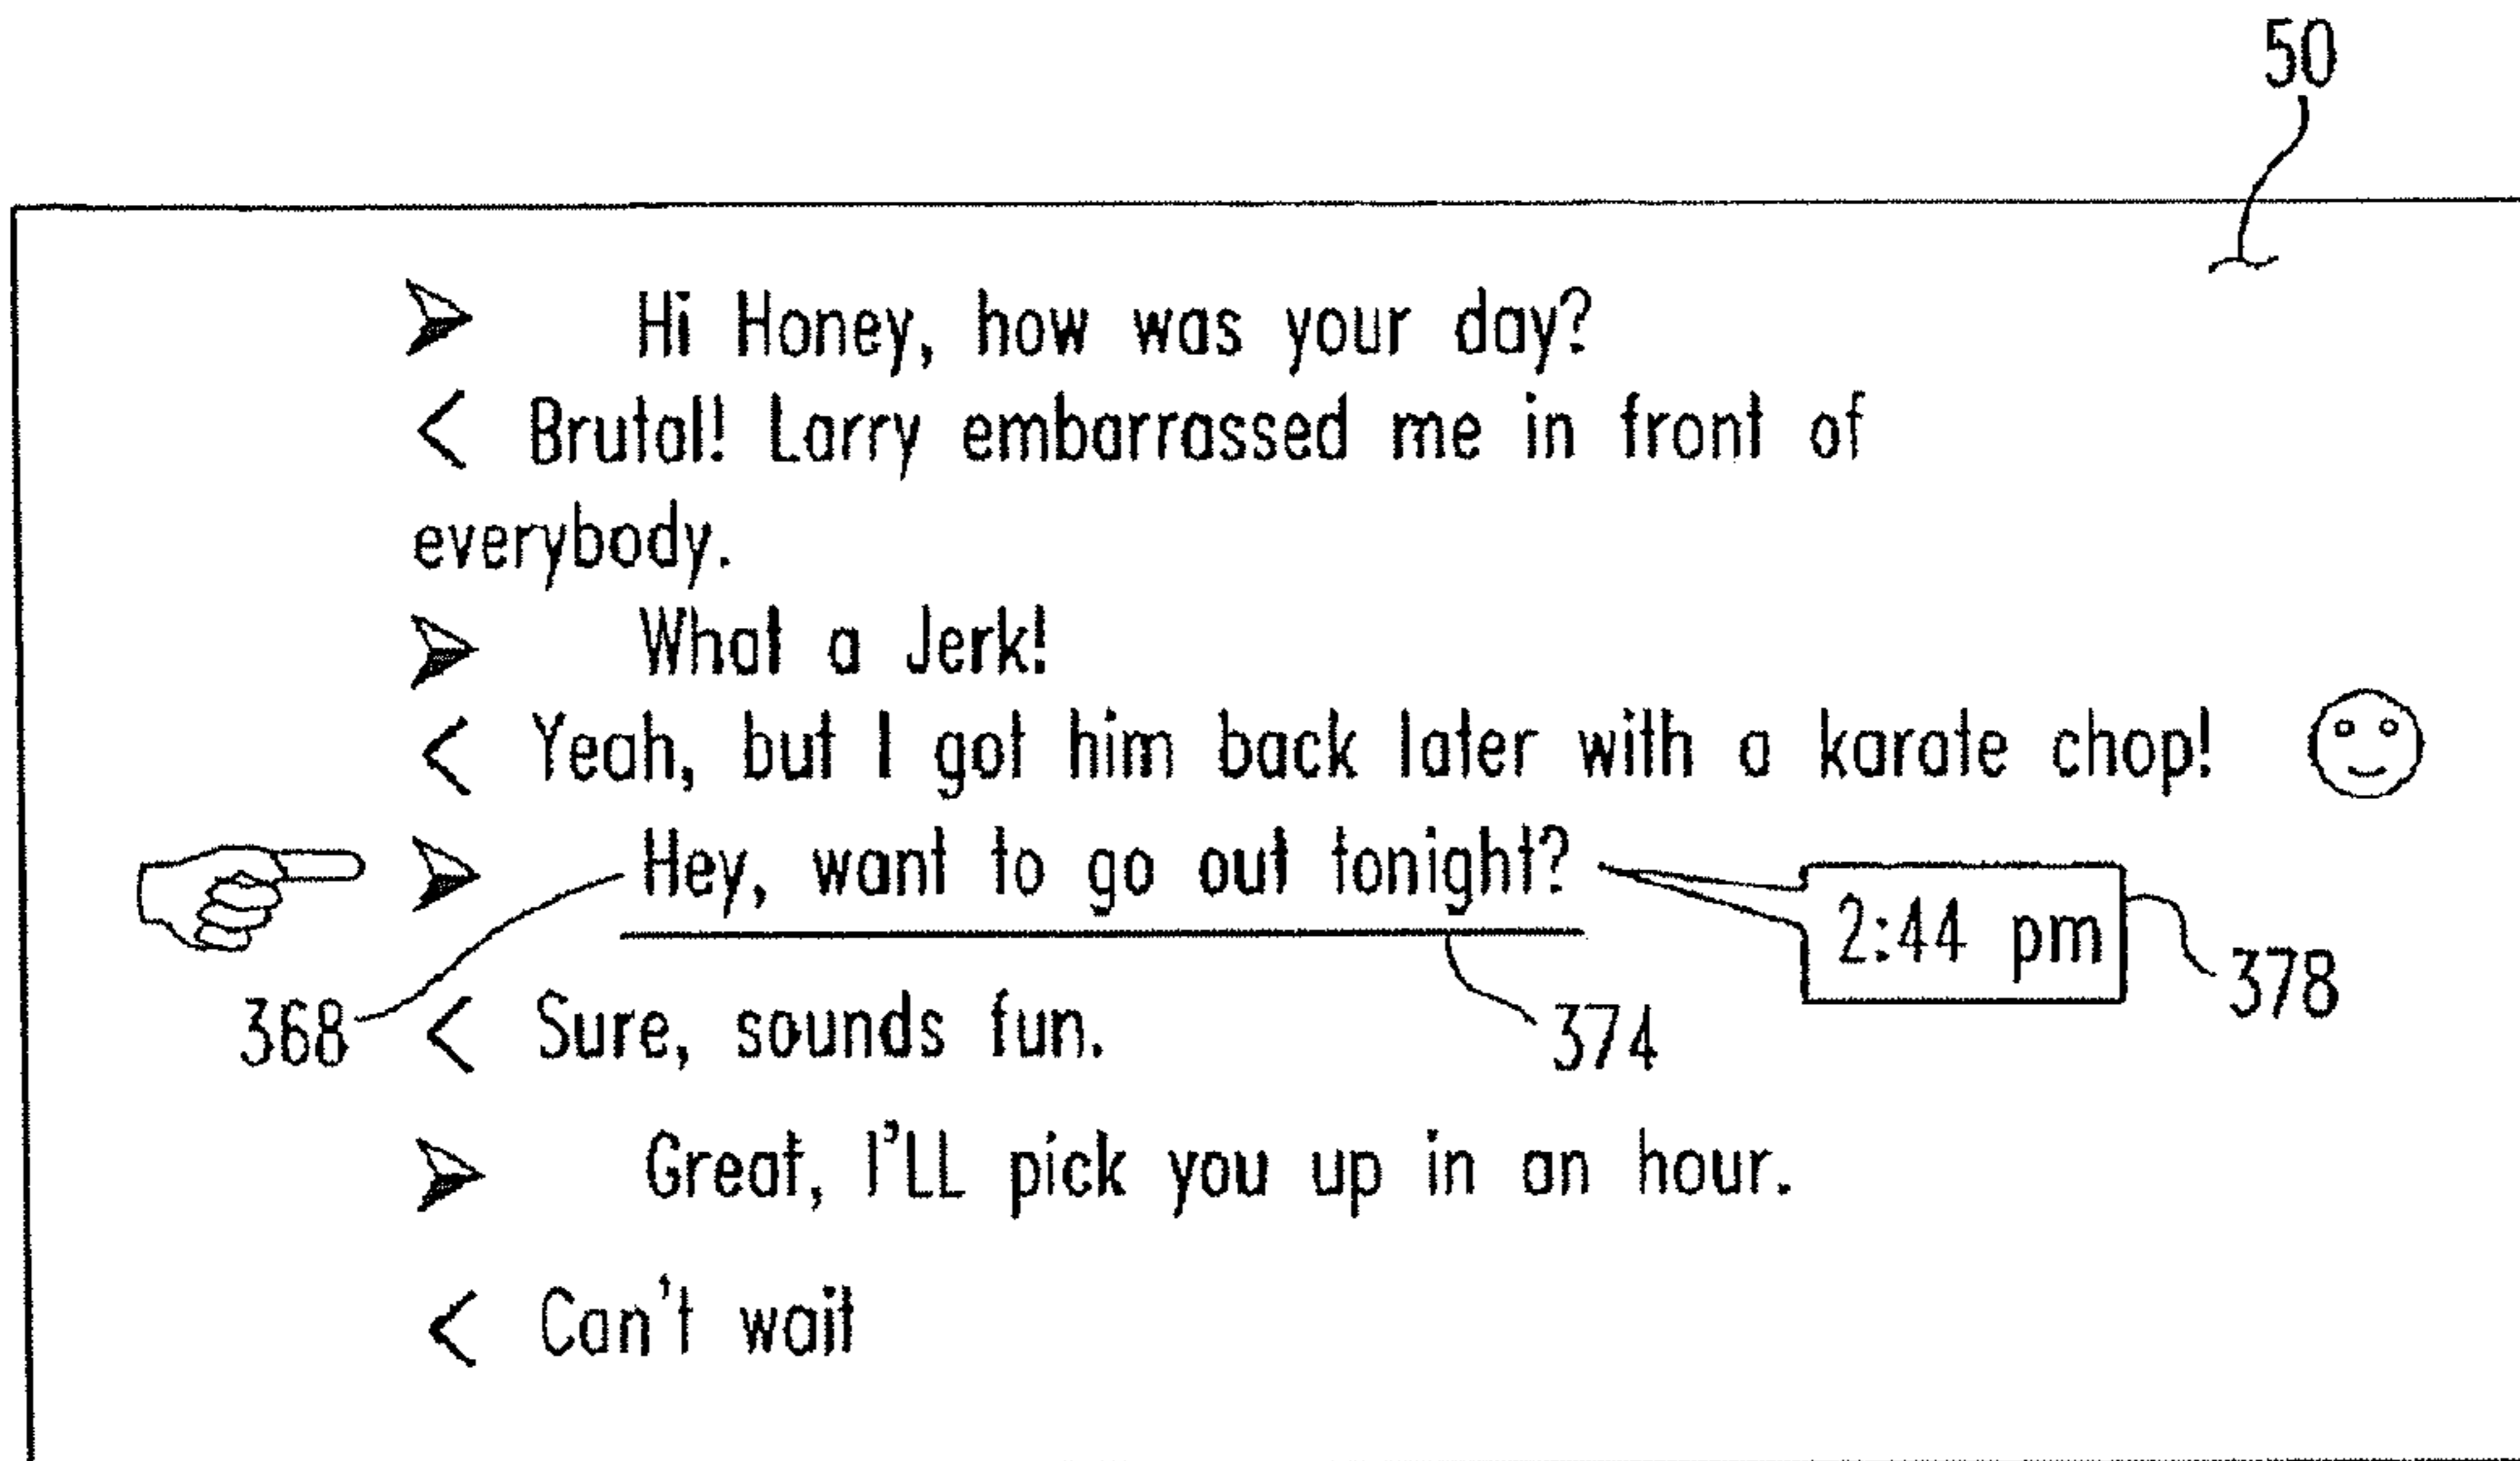 50
➢ Hi Honey, how was your day?
< Brutal! Larry embarrassed me in front of
everybody.
➢ What a Jerk!
< Yeah, but I got him back later with a karate chop!
➢ Hey, want to go out tonight?
2:44 pm
378
368
< Sure, sounds fun.
374
➢ Great, I'LL pick you up in an hour.
< Can't wait